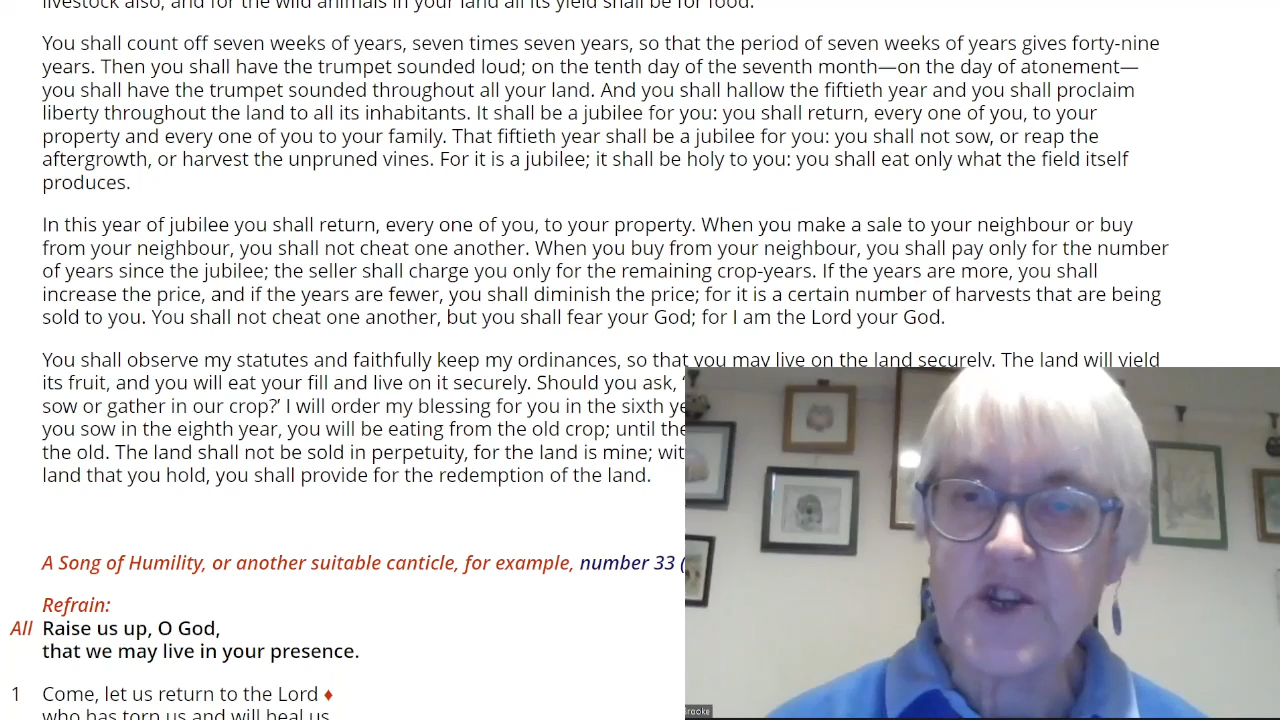 livestock also, and for the wild animals in your land all its yield shall be for food.
You shall count off seven weeks of years, seven times seven years, so that the period of seven weeks of years gives forty-nine
years. Then you shall have the trumpet sounded loud; on the tenth day of the seventh month—on the day of atonement—
you shall have the trumpet sounded throughout all your land. And you shall hallow the fiftieth year and you shall proclaim
liberty throughout the land to all its inhabitants. It shall be a jubilee for you: you shall return, every one of you, to your
property and every one of you to your family. That fiftieth year shall be a jubilee for you: you shall not sow, or reap the
aftergrowth, or harvest the unpruned vines. For it is a jubilee; it shall be holy to you: you shall eat only what the field itself
produces.
In this year of jubilee you shall return, every one of you, to your property. When you make a sale to your neighbour or buy
from your neighbour, you shall not cheat one another. When you buy from your neighbour, you shall pay only for the number
of years since the jubilee; the seller shall charge you only for the remaining crop-years. If the years are more, you shall
increase the price, and if the years are fewer, you shall diminish the price; for it is a certain number of harvests that are being
sold to you. You shall not cheat one another, but you shall fear your God; for I am the Lord your God.
You shall observe my statutes and faithfully keep my ordinances, so that you may live on the land securely. The land will yield
its fruit, and you will eat your fill and live on it securely. Should you ask, ‘
sow or gather in our crop?’ I will order my blessing for you in the sixth ye
you sow in the eighth year, you will be eating from the old crop; until the
the old. The land shall not be sold in perpetuity, for the land is mine; wit
land that you hold, you shall provide for the redemption of the land.
A Song of Humility, or another suitable canticle, for example, number 33 (
Refrain:
All Raise us up, O God,
that we may live in your presence.
1 Come, let us return to the Lord ♦
who has torn us and will heal us.